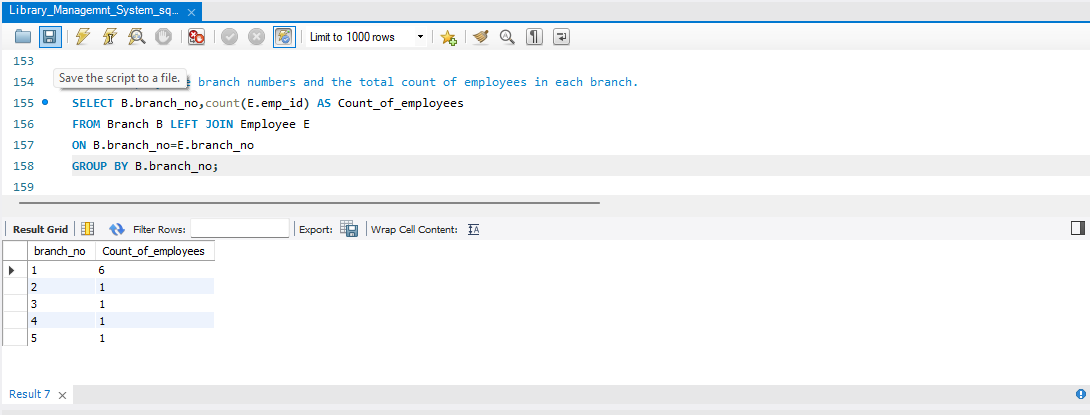 Library_Managemnt_System_sq...
Limit to 1000 rows
153
154 branch numbers and the total count of employees in each branch.
Save the script to a file.
155 SELECT B.branch_no,count(E.emp_id) AS Count_of_employees
156 FROM Branch B LEFT JOIN Employee E
157 ON B.branch_no=E.branch_no
158 GROUP BY B.branch_no;
159
Result Grid Filter Rows: Export: Wrap Cell Content:
branch_no Count_of_employees
1 6
2 1
3 1
4 1
5 1
Result 7